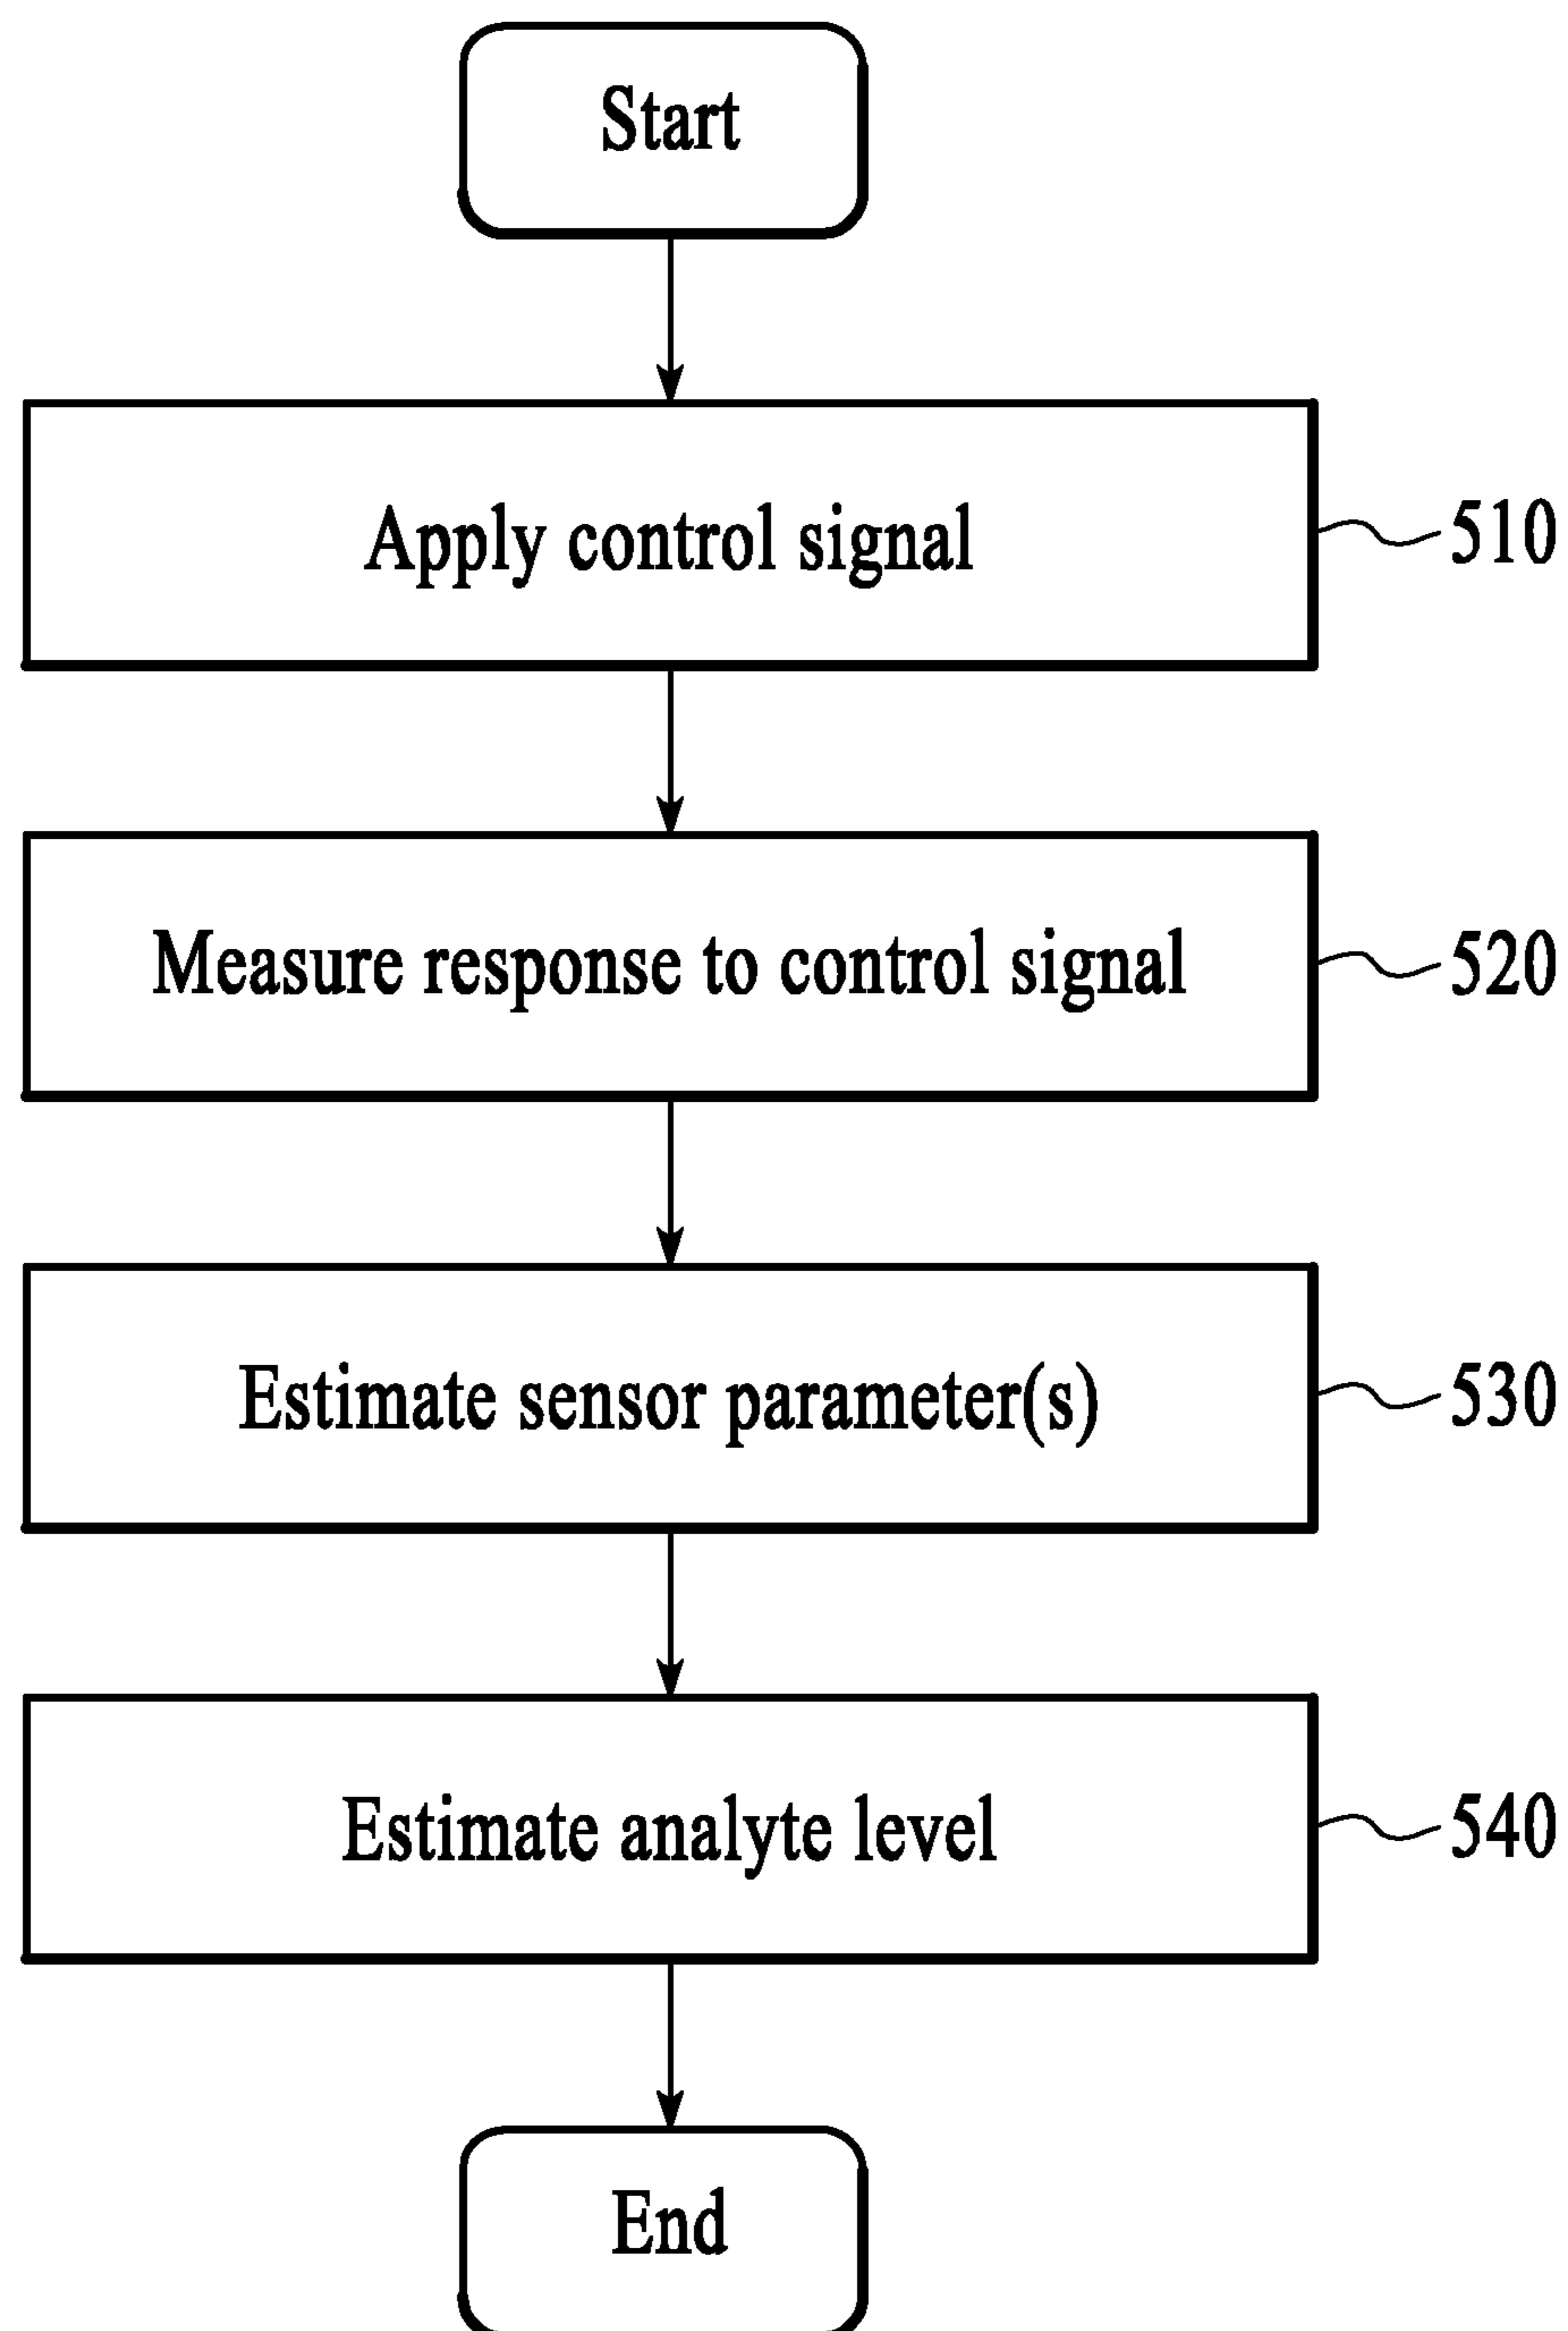 Start
Apply control signal
510
Measure response to control signal
520
Estimate sensor parameter(s)
530
Estimate analyte level
540
End